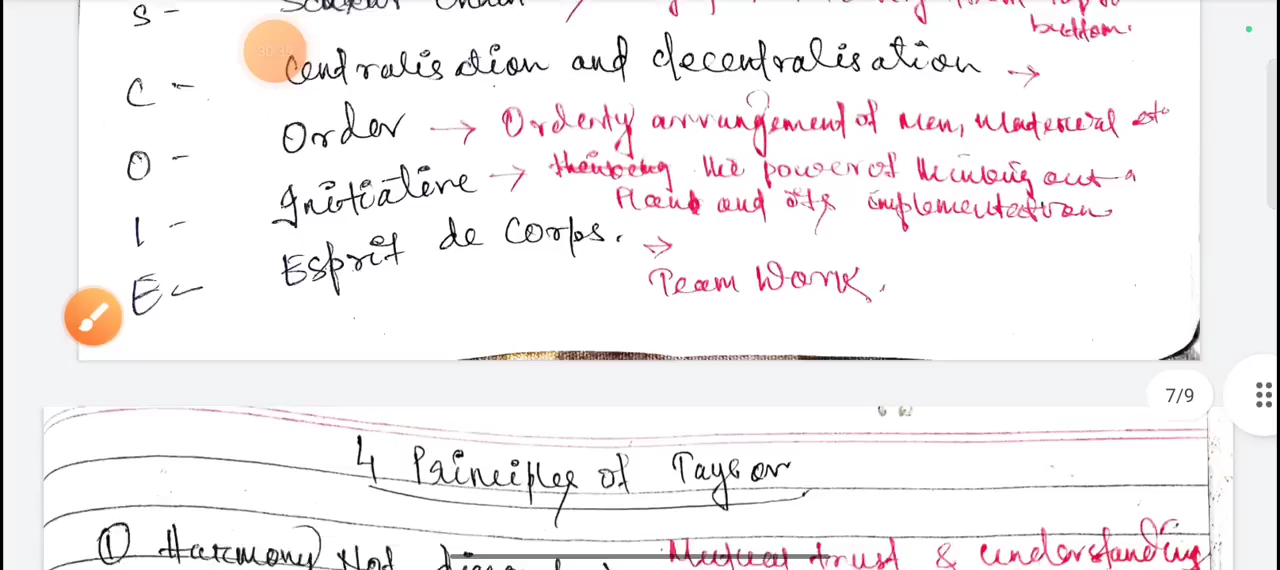 S -
C - Centralisation and decentralisation →
bottom.
O - Order → Orderly arrangement of Men, Material etc
I - Initiative → the power of thinking out a
Plan and its implementation.
E - Esprit de Corps. →
Team Work.
7/9
4 Principles of Taylor
① Harmony Not Mutual trust & understanding